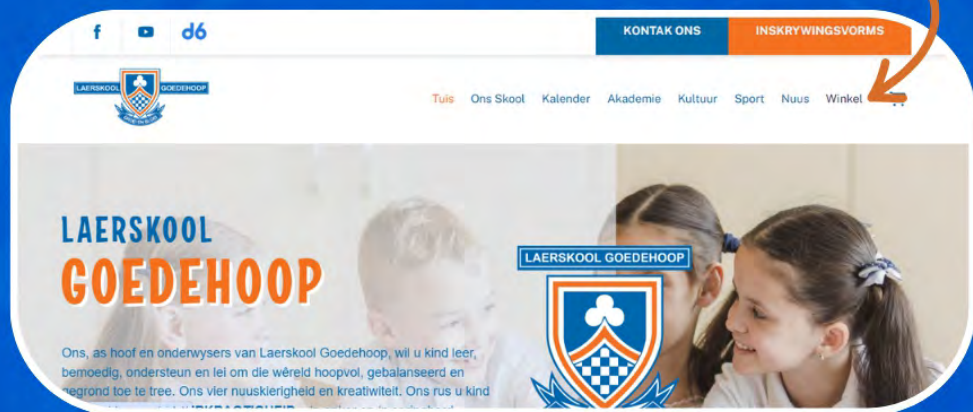 f d6 KONTAK ONS INSKRYWINGSVORMS
LAERSKOOL GOEDEHOOP
Tuis Ons Skool Kalender Akademie Kultuur Sport Nuus Winkel
LAERSKOOL
GOEDEHOOP
LAERSKOOL GOEDEHOOP
Ons, as hoof en onderwysers van Laerskool Goedehoop, wil u kind leer,
bemoedig, ondersteun en lei om die wêreld hoopvol, gebalanseerd en
gegrond toe te tree. Ons vier nuuskierigheid en kreatiwiteit. Ons rus u kind